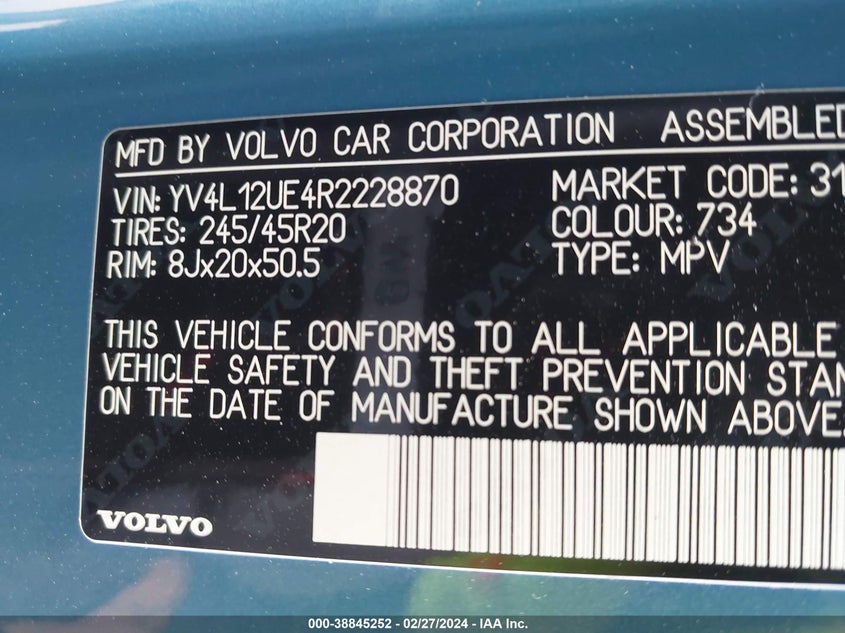 MFD BY VOLVO CAR CORPORATION ASSEMBLED
VIN: YV4L12UE4R2228870 MARKET CODE: 31
TIRES: 245/45R20 COLOUR: 734
RIM: 8Jx20x50.5 TYPE: MPV
THIS VEHICLE CONFORMS TO ALL APPLICABLE
VEHICLE SAFETY AND THEFT PREVENTION STAN
ON THE DATE OF MANUFACTURE SHOWN ABOVE.
VOLVO
000-38845252 - 02/27/2024 - IAA Inc.